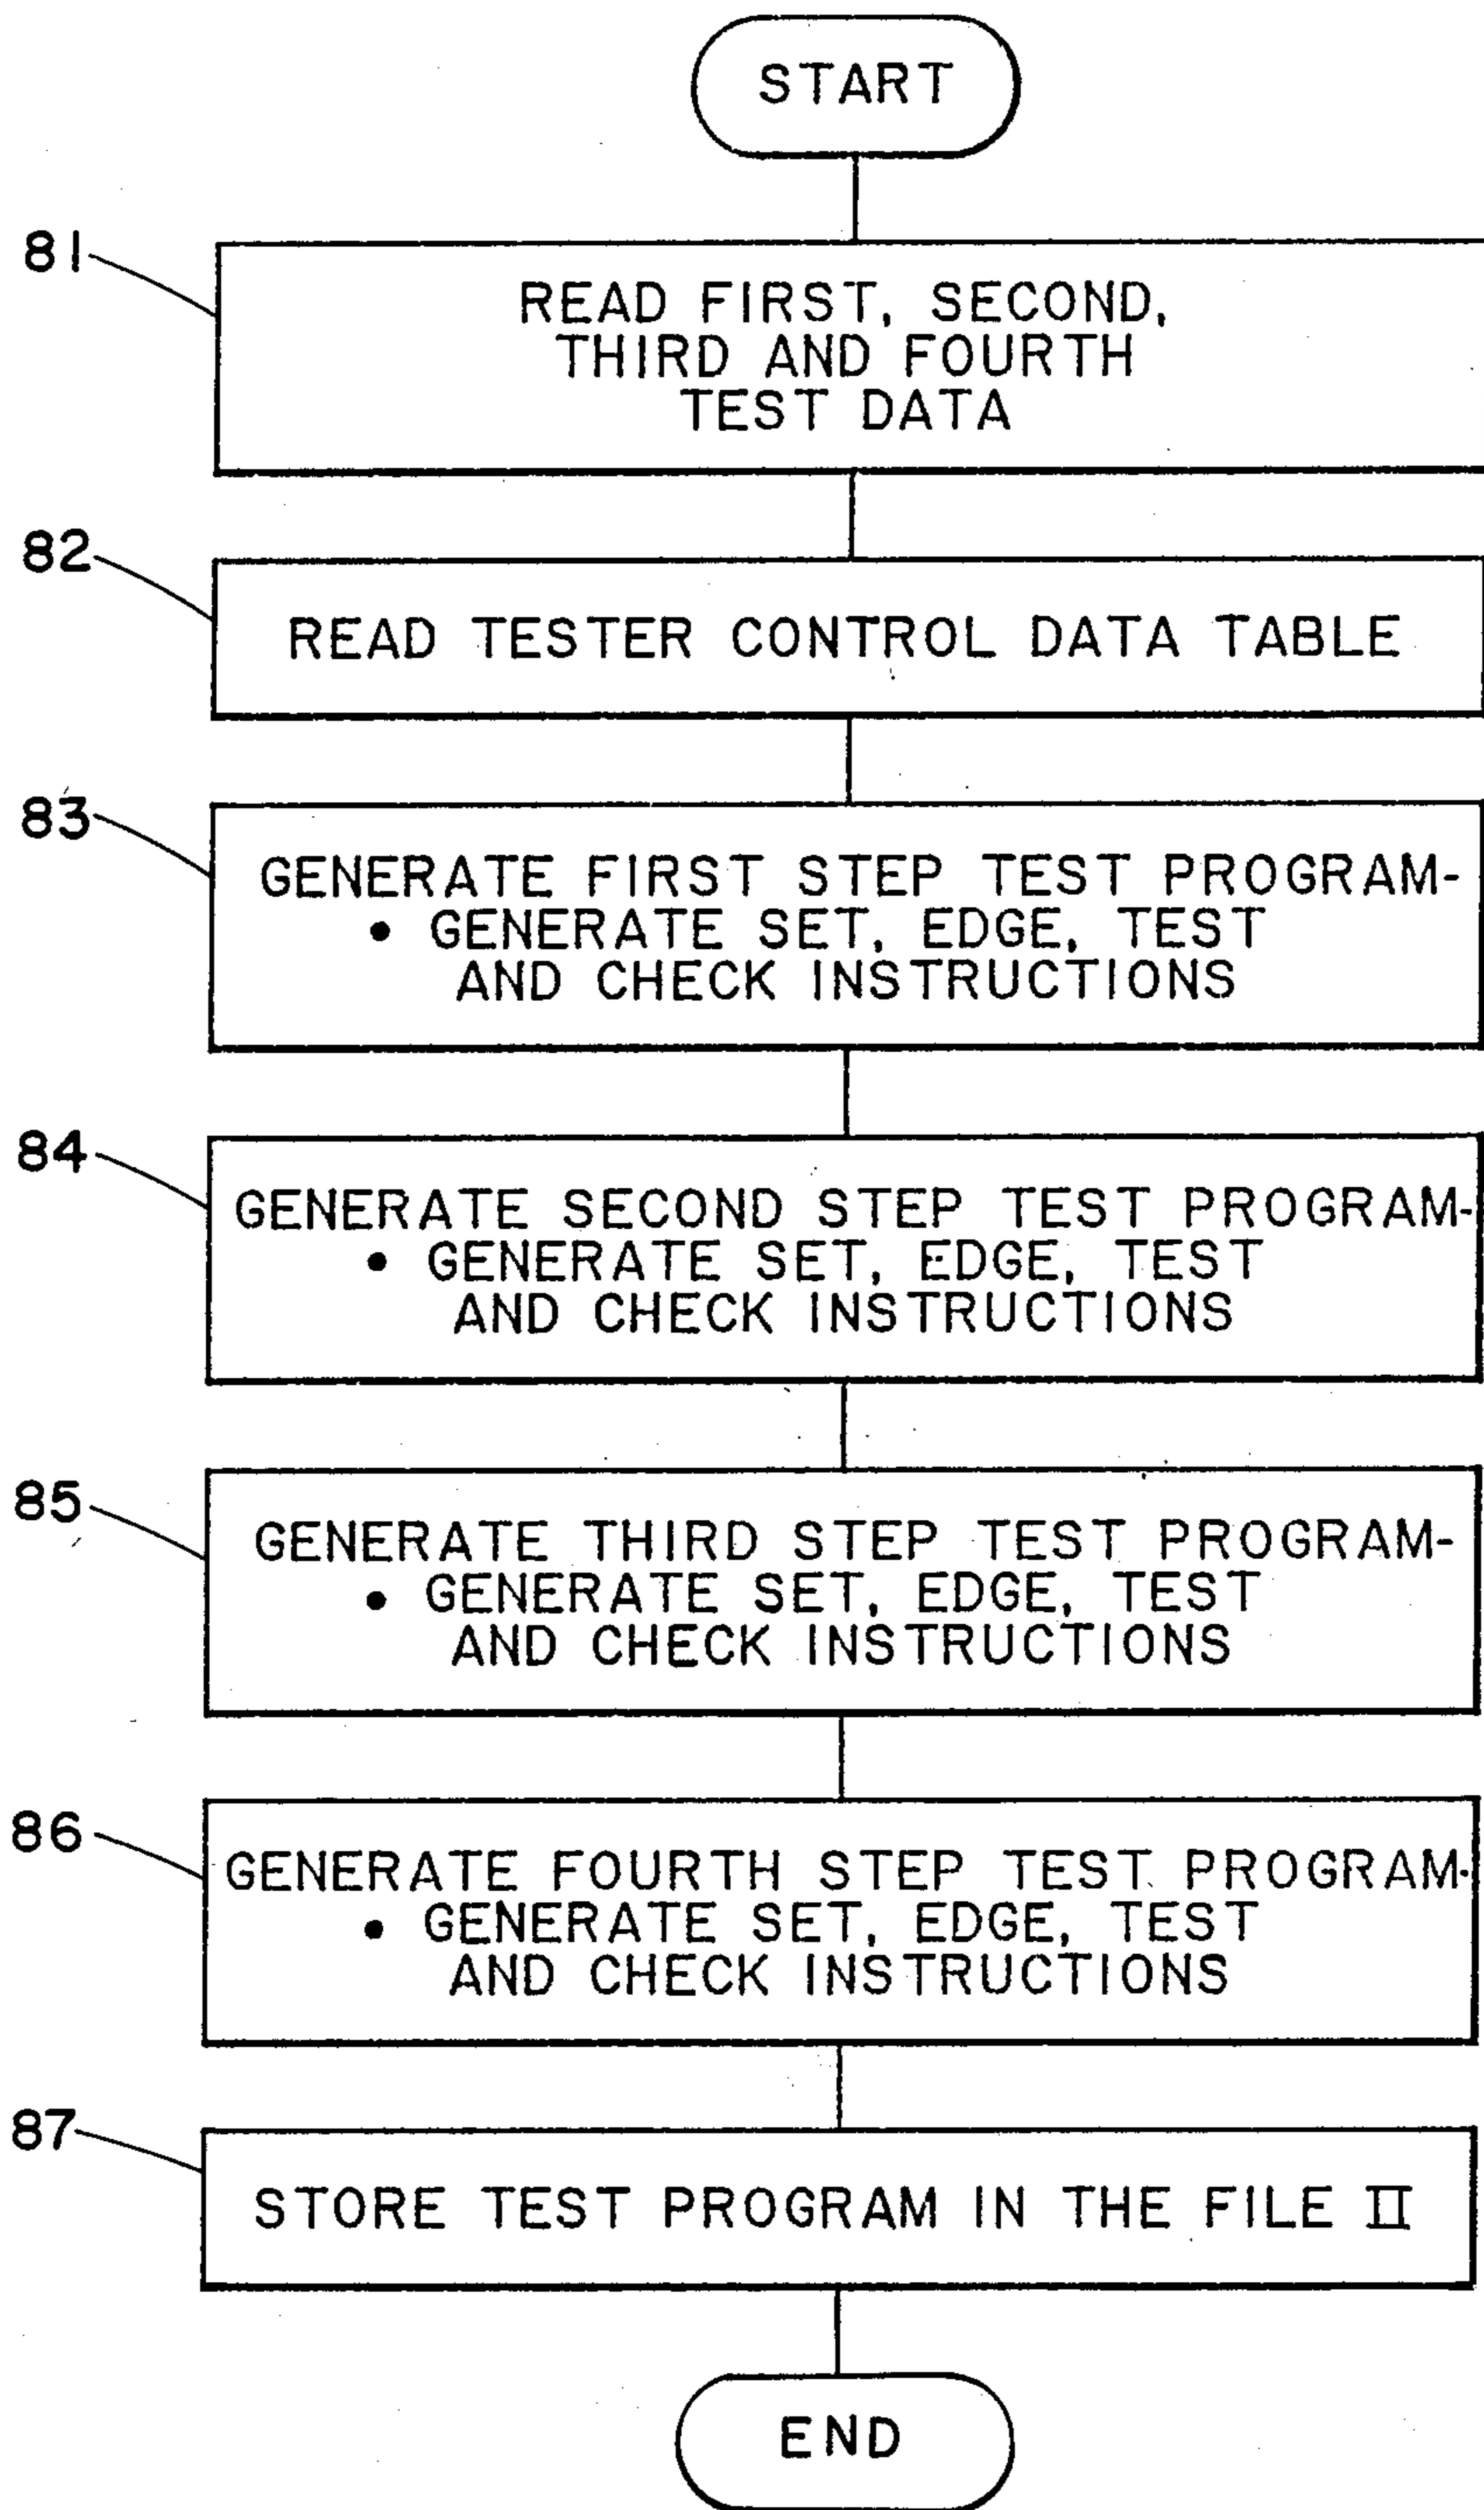 START
81
READ FIRST, SECOND,
THIRD AND FOURTH
TEST DATA
82
READ TESTER CONTROL DATA TABLE
83
GENERATE FIRST STEP TEST PROGRAM-
• GENERATE SET, EDGE, TEST
AND CHECK INSTRUCTIONS
84
GENERATE SECOND STEP TEST PROGRAM-
• GENERATE SET, EDGE, TEST
AND CHECK INSTRUCTIONS
85
GENERATE THIRD STEP TEST PROGRAM-
• GENERATE SET, EDGE, TEST
AND CHECK INSTRUCTIONS
86
GENERATE FOURTH STEP TEST PROGRAM-
• GENERATE SET, EDGE, TEST
AND CHECK INSTRUCTIONS
87
STORE TEST PROGRAM IN THE FILE II
END